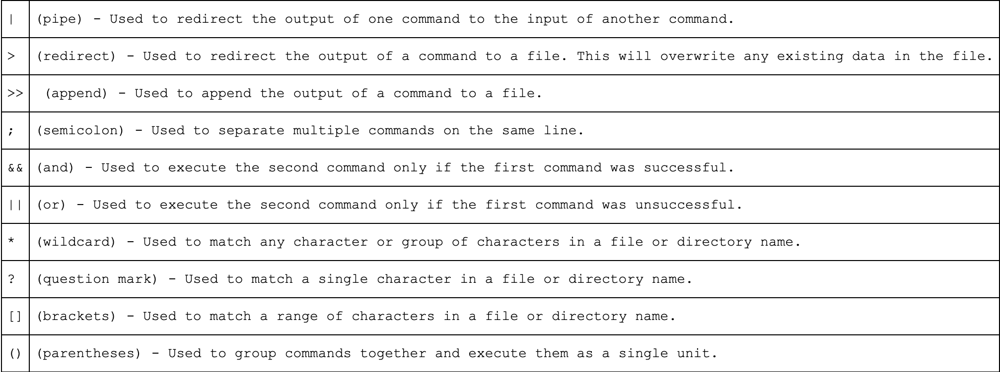 | (pipe) - Used to redirect the output of one command to the input of another command.
> (redirect) - Used to redirect the output of a command to a file. This will overwrite any existing data in the file.
>> (append) - Used to append the output of a command to a file.
; (semicolon) - Used to separate multiple commands on the same line.
&& (and) - Used to execute the second command only if the first command was successful.
|| (or) - Used to execute the second command only if the first command was unsuccessful.
* (wildcard) - Used to match any character or group of characters in a file or directory name.
? (question mark) - Used to match a single character in a file or directory name.
[] (brackets) - Used to match a range of characters in a file or directory name.
() (parentheses) - Used to group commands together and execute them as a single unit.